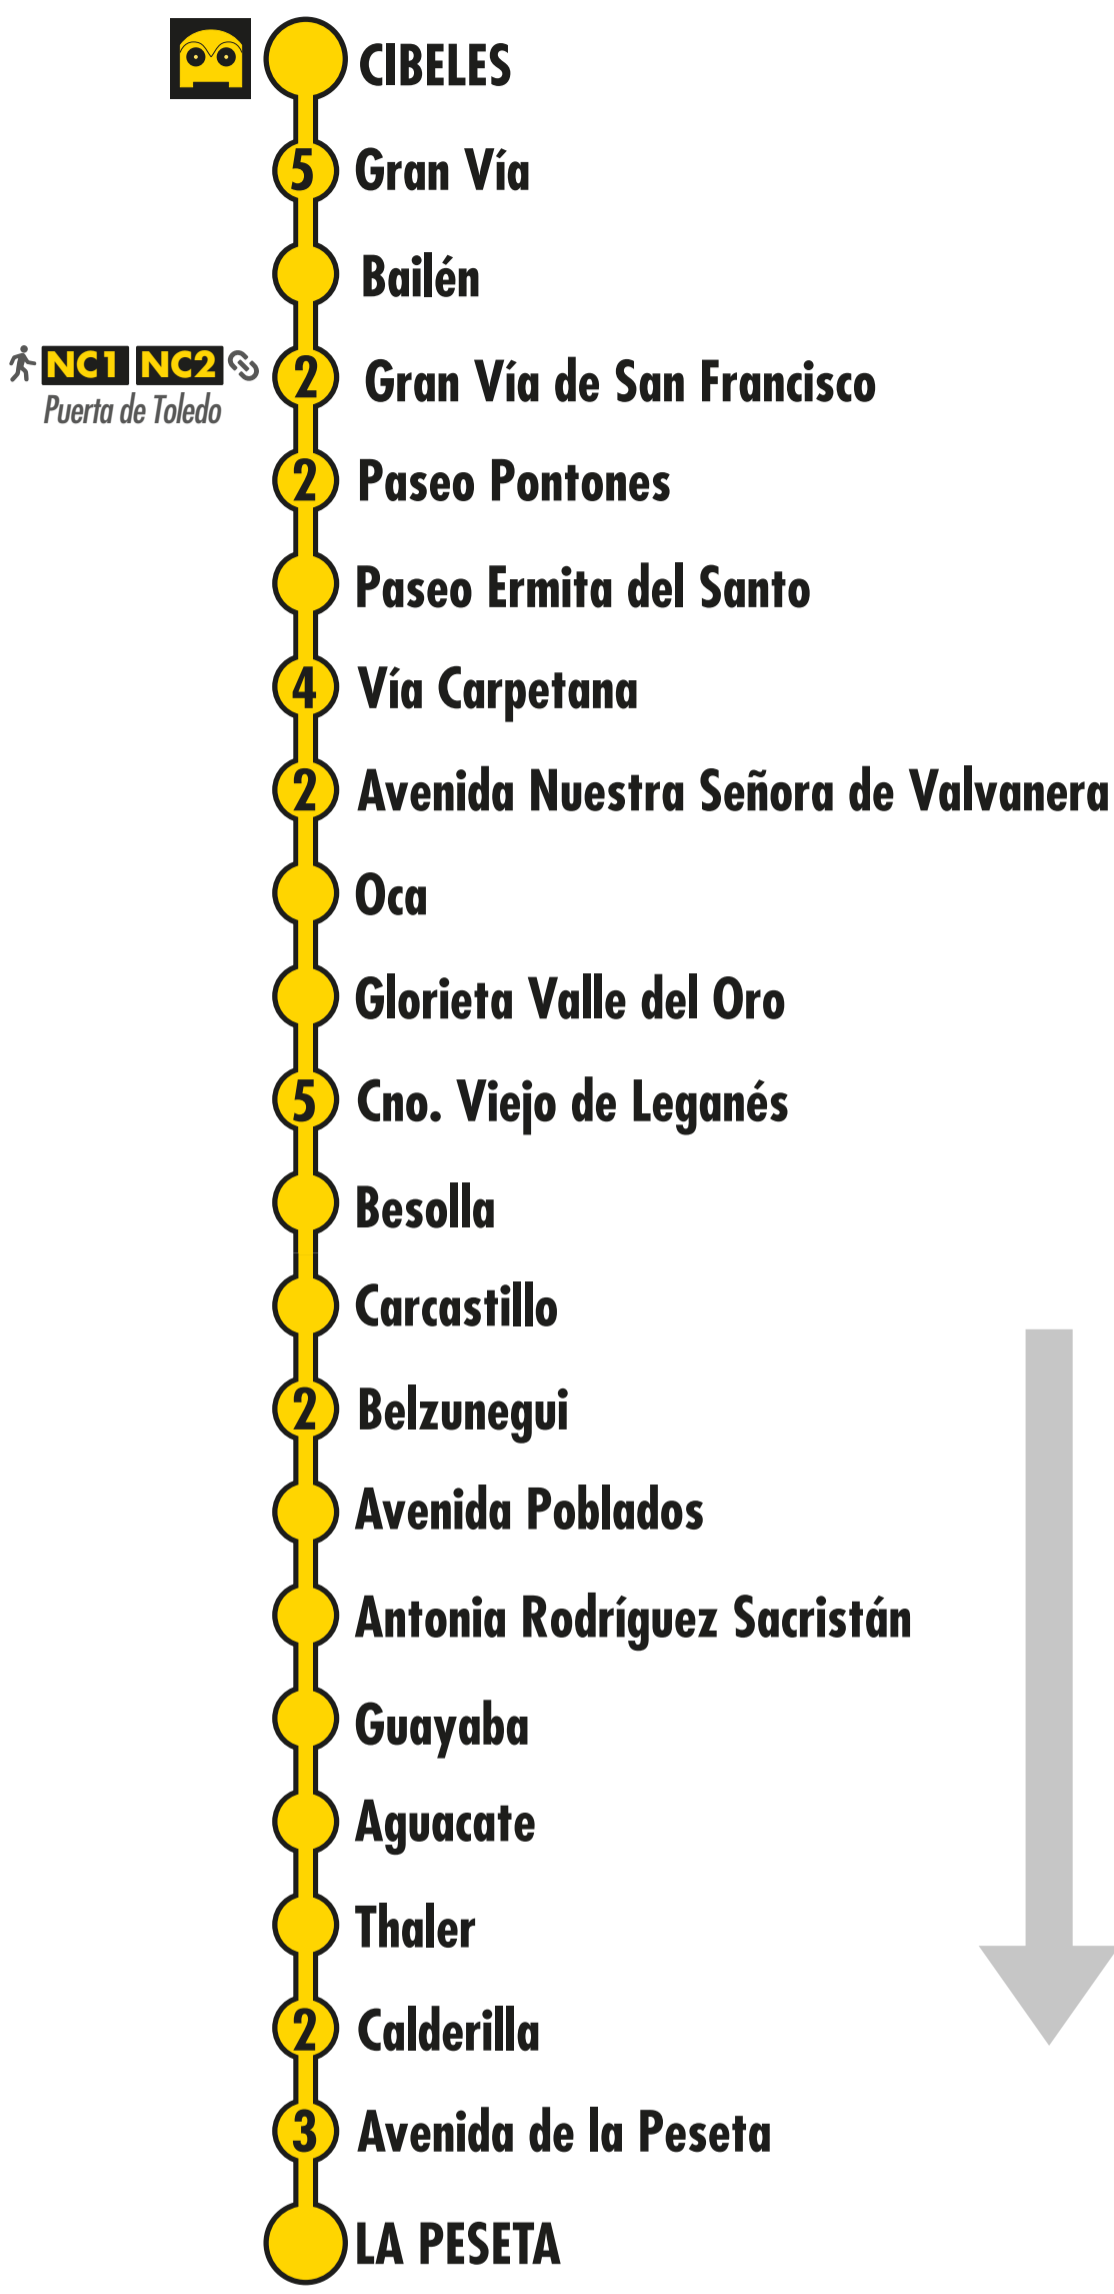 CIBELES
5 Gran Vía
Bailén
NC1 NC2
Puerta de Toledo
2 Gran Vía de San Francisco
2 Paseo Pontones
Paseo Ermita del Santo
4 Vía Carpetana
2 Avenida Nuestra Señora de Valvanera
Oca
Glorieta Valle del Oro
5 Cno. Viejo de Leganés
Besolla
Carcastillo
2 Belzunegui
Avenida Poblados
Antonia Rodríguez Sacristán
Guayaba
Aguacate
Thaler
2 Calderilla
3 Avenida de la Peseta
LA PESETA